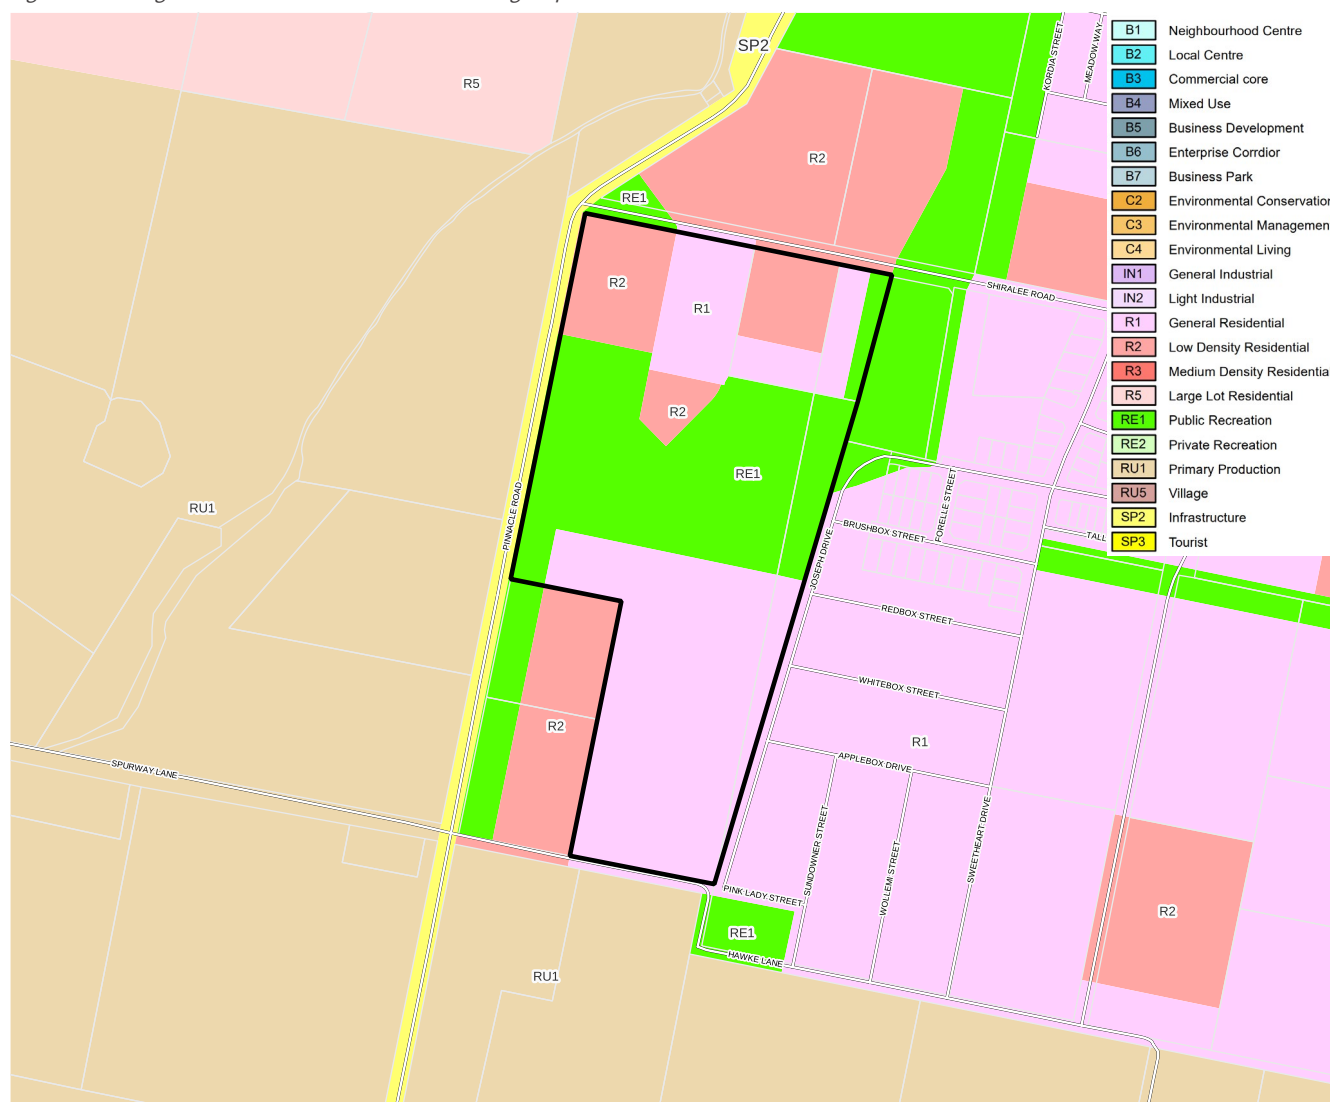 SP2
KORDIA STREET
MEADOW WAY
R5
R2
RE1
R2
R1
SHIRALEE ROAD
R2
RE1
RU1
PINNACLE ROAD
FORELLE STREET
BRUSHBOX STREET
TALL
JOSEPH DRIVE
REDBOX STREET
WHITEBOX STREET
R2
R1
SPURWAY LANE
APPLEBOX DRIVE
SUNDOWNER STREET
WOLLEMI STREET
SWEETHEART DRIVE
PINK LADY STREET
R2
RE1
HAWKE LANE
RU1
B1 Neighbourhood Centre
B2 Local Centre
B3 Commercial core
B4 Mixed Use
B5 Business Development
B6 Enterprise Corrdior
B7 Business Park
C2 Environmental Conservation
C3 Environmental Managemen
C4 Environmental Living
IN1 General Industrial
IN2 Light Industrial
R1 General Residential
R2 Low Density Residential
R3 Medium Density Residentia
R5 Large Lot Residential
RE1 Public Recreation
RE2 Private Recreation
RU1 Primary Production
RU5 Village
SP2 Infrastructure
SP3 Tourist